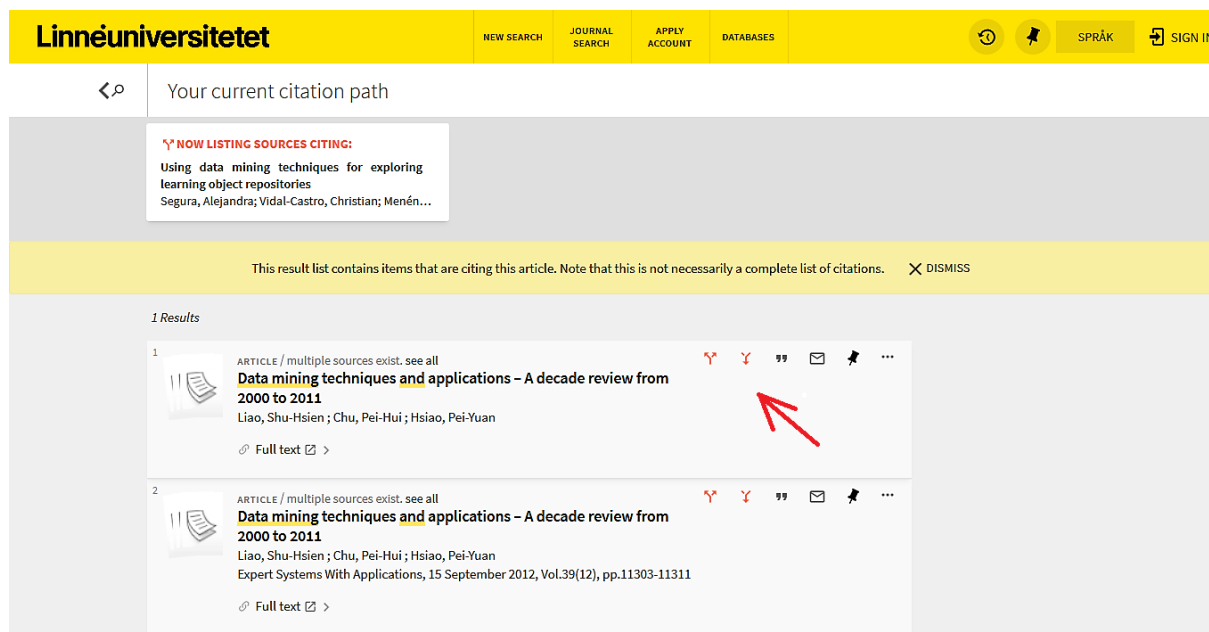 Linnéuniversitetet
NEW SEARCH
JOURNAL
SEARCH
APPLY
ACCOUNT
DATABASES
SPRÅK
SIGN IN
Your current citation path
NOW LISTING SOURCES CITING:
Using data mining techniques for exploring
learning object repositories
Segura, Alejandra; Vidal-Castro, Christian; Menén…
This result list contains items that are citing this article. Note that this is not necessarily a complete list of citations.
DISMISS
1 Results
1
ARTICLE / multiple sources exist. see all
Data mining techniques and applications – A decade review from
2000 to 2011
Liao, Shu-Hsien ; Chu, Pei-Hui ; Hsiao, Pei-Yuan
Full text
2
ARTICLE / multiple sources exist. see all
Data mining techniques and applications – A decade review from
2000 to 2011
Liao, Shu-Hsien ; Chu, Pei-Hui ; Hsiao, Pei-Yuan
Expert Systems With Applications, 15 September 2012, Vol.39(12), pp.11303-11311
Full text